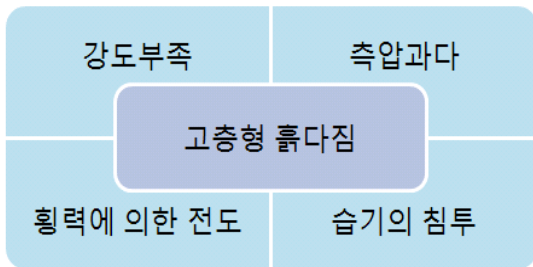 강도부족
측압과다
고층형 흙다짐
횡력에 의한 전도
습기의 침투